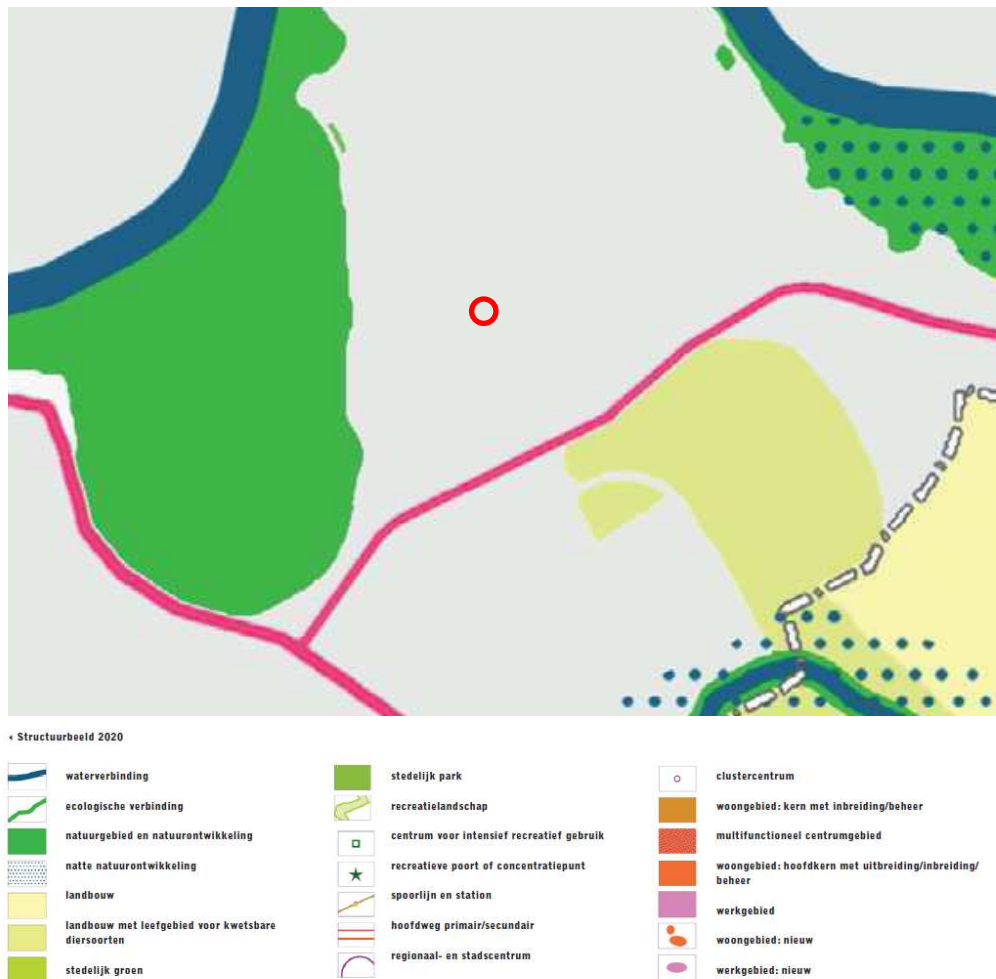 ‹ Structuurbeeld 2020
waterverbinding
ecologische verbinding
natuurgebied en natuurontwikkeling
natte natuurontwikkeling
landbouw
landbouw met leefgebied voor kwetsbare
diersoorten
stedelijk groen
stedelijk park
recreatielandschap
centrum voor intensief recreatief gebruik
recreatieve poort of concentratiepunt
spoorlijn en station
hoofdweg primair/secundair
regionaal- en stadscentrum
clustercentrum
woongebied: kern met inbreiding/beheer
multifunctioneel centrumgebied
woongebied: hoofdkern met uitbreiding/inbreiding/
beheer
werkgebied
woongebied: nieuw
werkgebied: nieuw